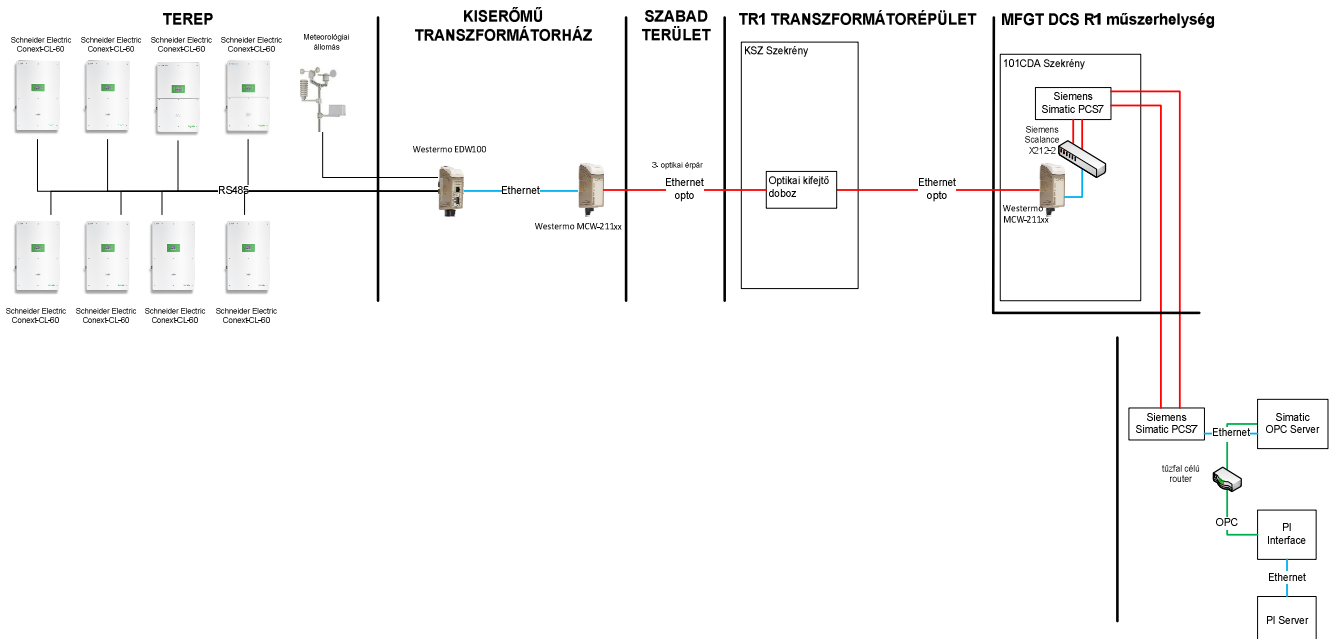 TEREP
KISERŐMŰ
TRANSZFORMÁTORHÁZ
SZABAD
TERÜLET
TR1 TRANSZFORMÁTORÉPÜLET
MFGT DCS R1 műszerhelység
Schneider Electric
Conext-CL-60
Schneider Electric
Conext-CL-60
Schneider Electric
Conext-CL-60
Schneider Electric
Conext-CL-60
Meteorológiai
állomás
KSZ Szekrény
101CDA Szekrény
Siemens
Simatic PCS7
Siemens
Scalance
X212-2
Westermo EDW100
RS485
Ethernet
3- optikai érpár
Ethernet
opto
Optikai kifejtő
doboz
Ethernet
opto
Westermo
MCW-211xx
Westermo MCW-211xx
Schneider Electric
Conext-CL-60
Schneider Electric
Conext-CL-60
Schneider Electric
Conext-CL-60
Schneider Electric
Conext-CL-60
Siemens
Simatic PCS7
Ethernet
Simatic
OPC Server
tűzfal célú
router
OPC
PI
Interface
Ethernet
PI Server